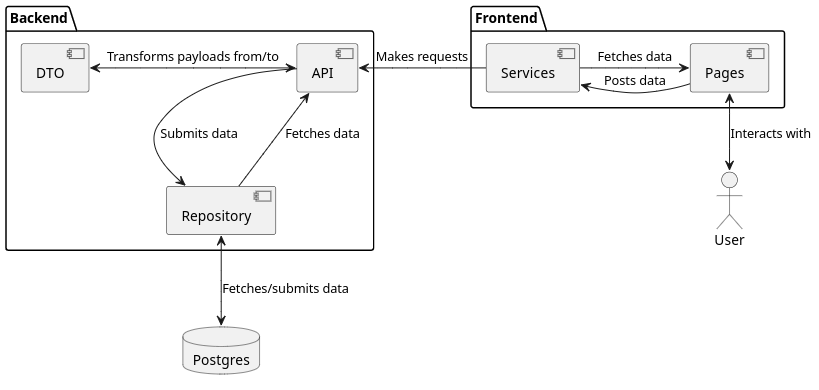 Backend
Frontend
DTO
Transforms payloads from/to
API
Makes requests
Services
Fetches data
Posts data
Pages
Submits data
Fetches data
Interacts with
Repository
User
Fetches/submits data
Postgres